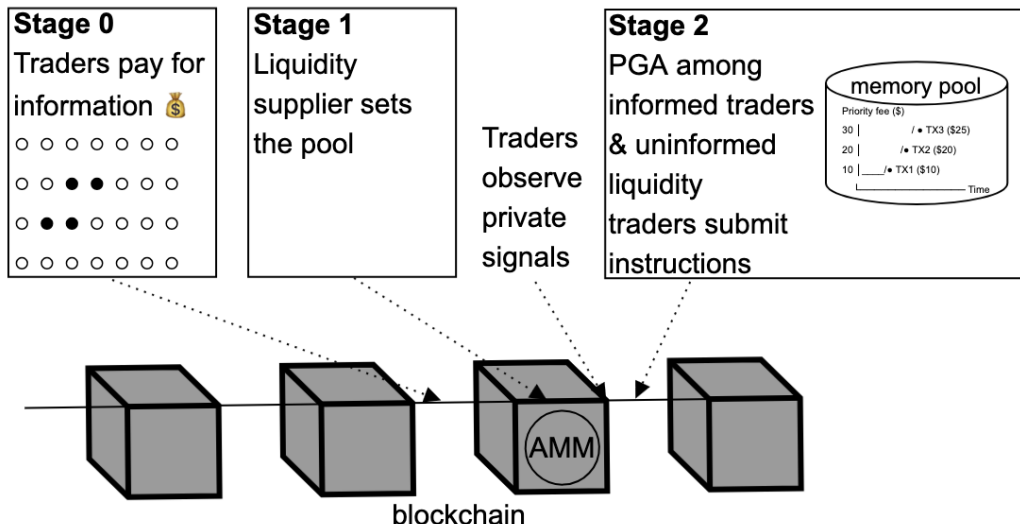 Stage 0
Traders pay for
information 💰
Stage 1
Liquidity
supplier sets
the pool
Traders
observe
private
signals
Stage 2
PGA among
informed traders
& uninformed
liquidity
traders submit
instructions
memory pool
Priority fee ($)
30 | / ● TX3 ($25)
20 | /● TX2 ($20)
10 |____/● TX1 ($10)
Time
AMM
blockchain